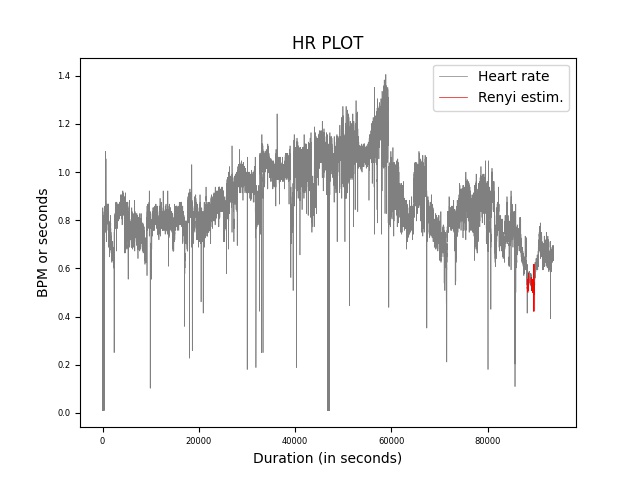 HR PLOT
Heart rate
Renyi estim.
BPM or seconds
1.4
1.2
1.0
0.8
0.6
0.4
0.2
0.0
0 20000 40000 60000 80000
Duration (in seconds)